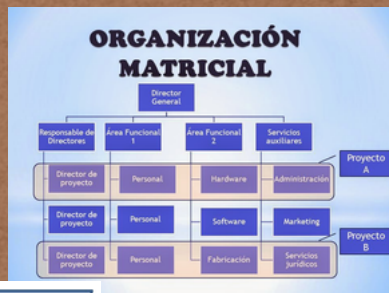 ORGANIZACIÓN
MATRICIAL
Director
General
Responsable de
Directores
Área Funcional
1
Área Funcional
2
Servicios
auxiliares
Proyecto
A
Director de
proyecto
Personal
Hardware
Administración
Director de
proyecto
Personal
Software
Marketing
Proyecto
B
Director de
proyecto
Personal
Fabricación
Servicios
jurídicos